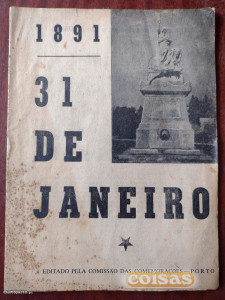 1891
31
DE
JANEIRO
EDITADO PELA COMISSÃO DAS COMEMORAÇÕES — PORTO
coisas